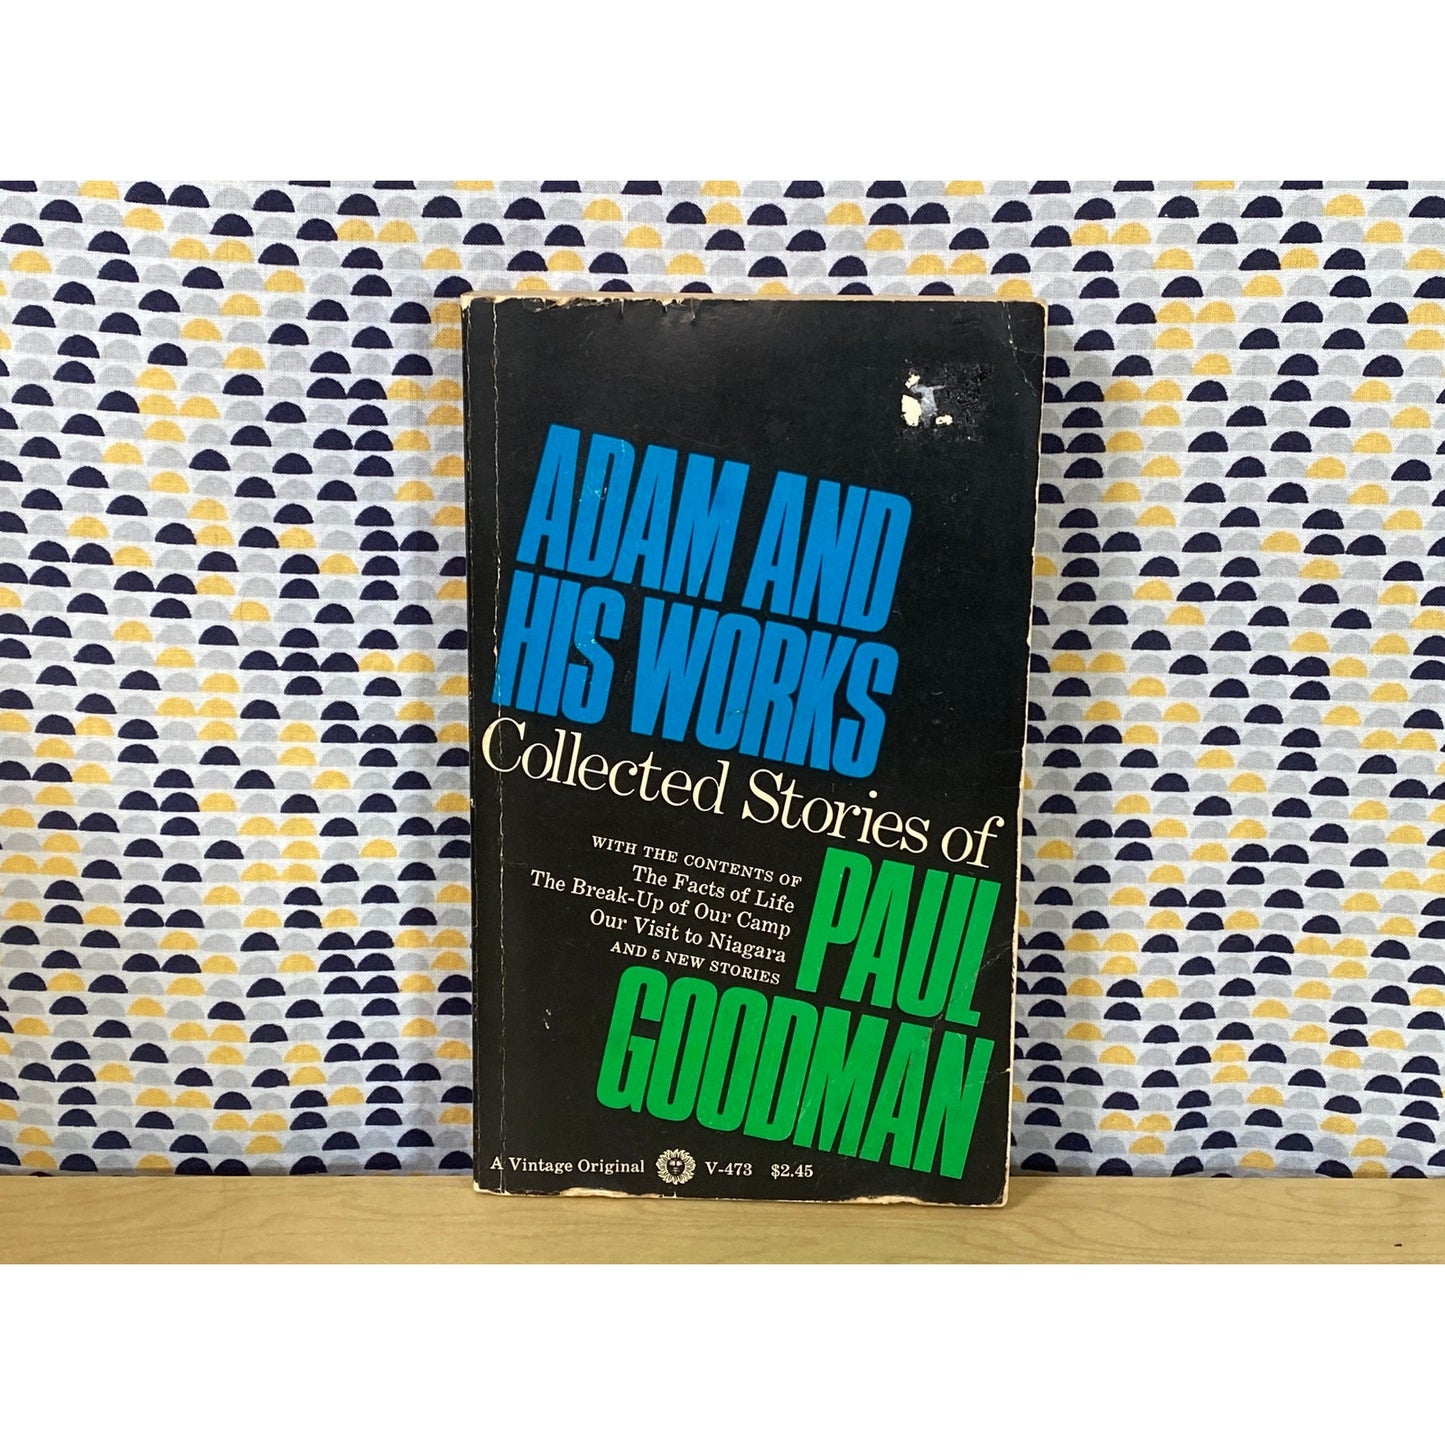 ADAM AND
HIS WORKS
Collected Stories of
PAUL
GOODMAN
WITH THE CONTENTS OF
The Facts of Life
The Break-Up of Our Camp
Our Visit to Niagara
AND 5 NEW STORIES
A Vintage Original V-473 $2.45